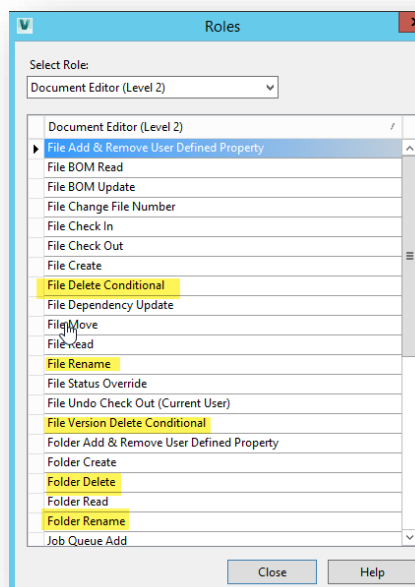 Roles
Select Role:
Document Editor (Level 2)
Document Editor (Level 2)
File Add & Remove User Defined Property
File BOM Read
File BOM Update
File Change File Number
File Check In
File Check Out
File Create
File Delete Conditional
File Dependency Update
File Move
File Read
File Rename
File Status Override
File Undo Check Out (Current User)
File Version Delete Conditional
Folder Add & Remove User Defined Property
Folder Create
Folder Delete
Folder Read
Folder Rename
Job Queue Add
Close Help